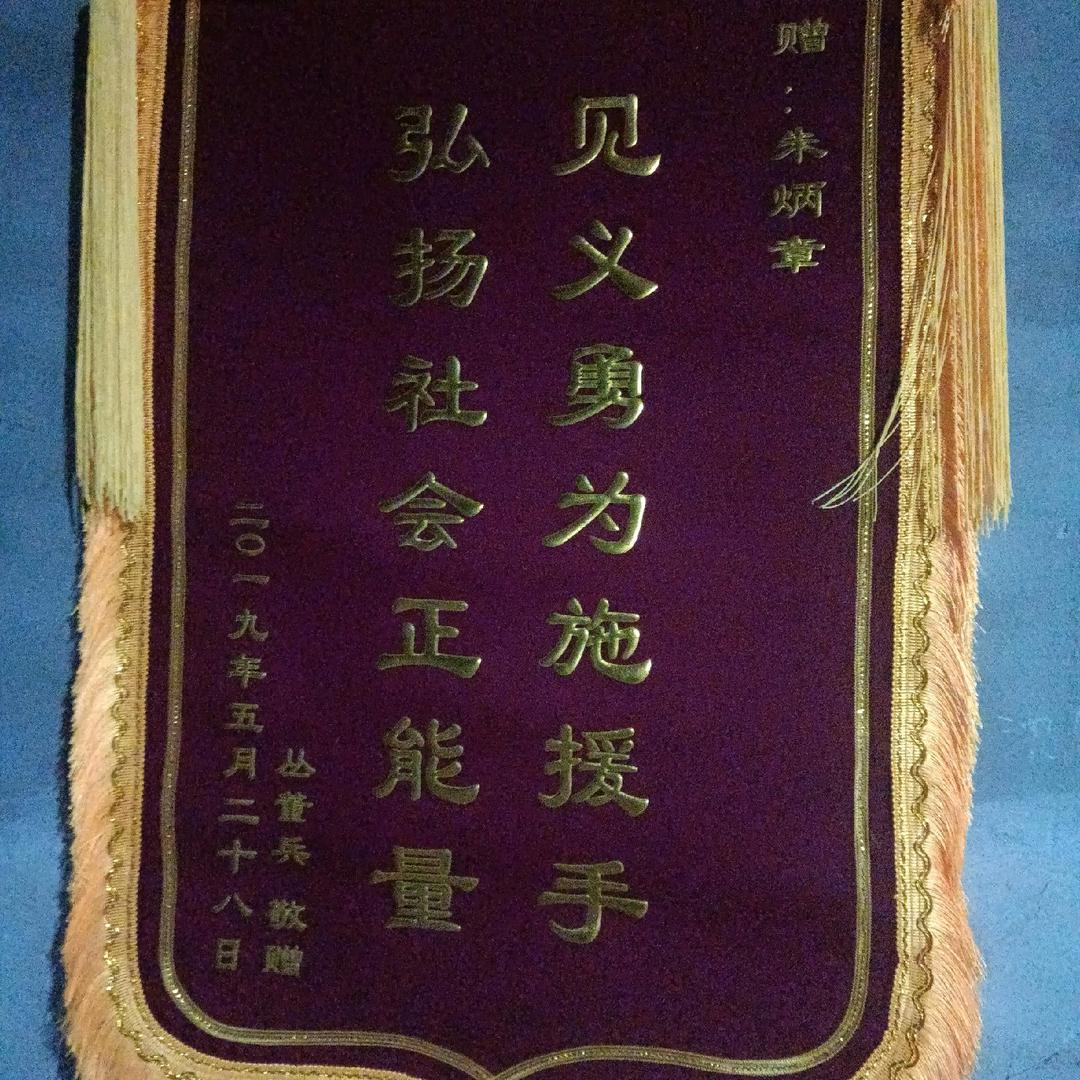 赠：朱炳章
见义勇为施援手
弘扬社会正能量
丛董兵 敬赠
二〇一九年五月二十八日